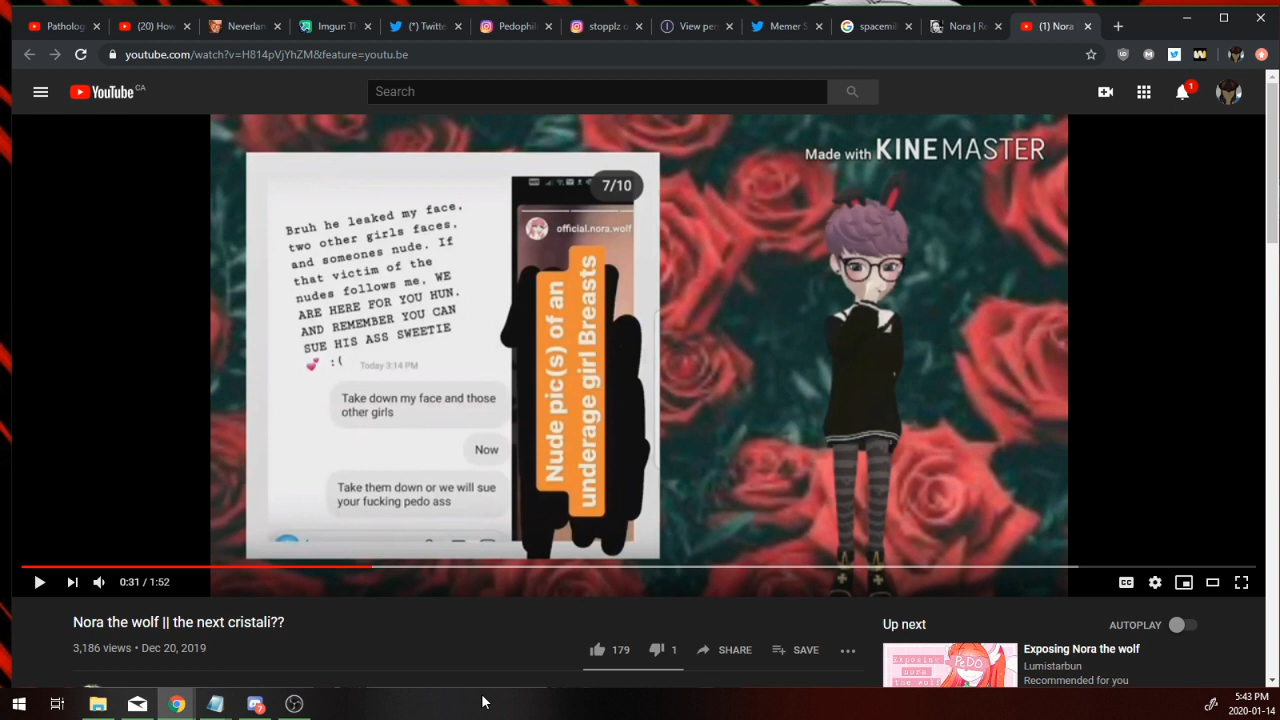 Patholog
(20) How
Neverlan
Imgur: Th
(*) Twitte
Pedophil
stopplz o
View per
Memer S
spacemi
Nora | Re
(1) Nora
youtube.com/watch?v=H814pVjYhZM&feature=youtu.be
YouTube CA
Search
1
Made with KINEMASTER
7/10
official.nora.wolf
Bruh he leaked my face,
two other girls faces,
and someones nude. If
that victim of the
nudes follows me, WE
ARE HERE FOR YOU HUN.
AND REMEMBER YOU CAN
SUE HIS ASS SWEETIE
:(
Today 3:14 PM
Take down my face and those
other girls
Now
Take them down or we will sue
your fucking pedo ass
Nude pic(s) of an
underage girl Breasts
0:31 / 1:52
CC
Nora the wolf || the next cristali??
3,186 views • Dec 20, 2019
179
1
SHARE
SAVE
Up next
AUTOPLAY
exposing
nora
the wolf
PeDO
Exposing Nora the wolf
Lumistarbun
Recommended for you
5:43 PM
2020-01-14